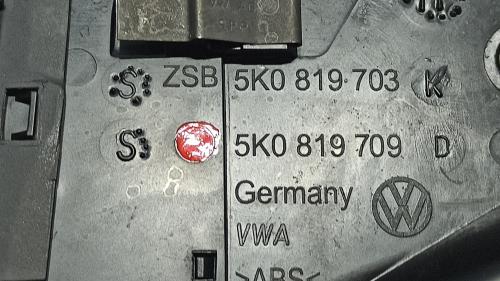 S ZSB 5K0 819 703 K
S 5K0 819 709 D
Germany
VWA
>ABS<